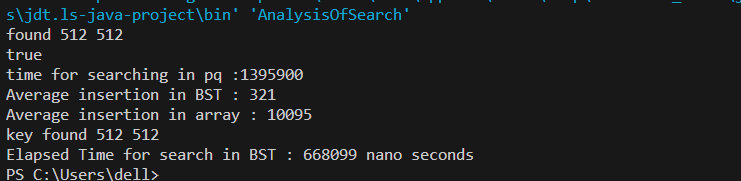 s\jdt.ls-java-project\bin' 'AnalysisOfSearch'
found 512 512
true
time for searching in pq :1395900
Average insertion in BST : 321
Average insertion in array : 10095
key found 512 512
Elapsed Time for search in BST : 668099 nano seconds
PS C:\Users\dell>